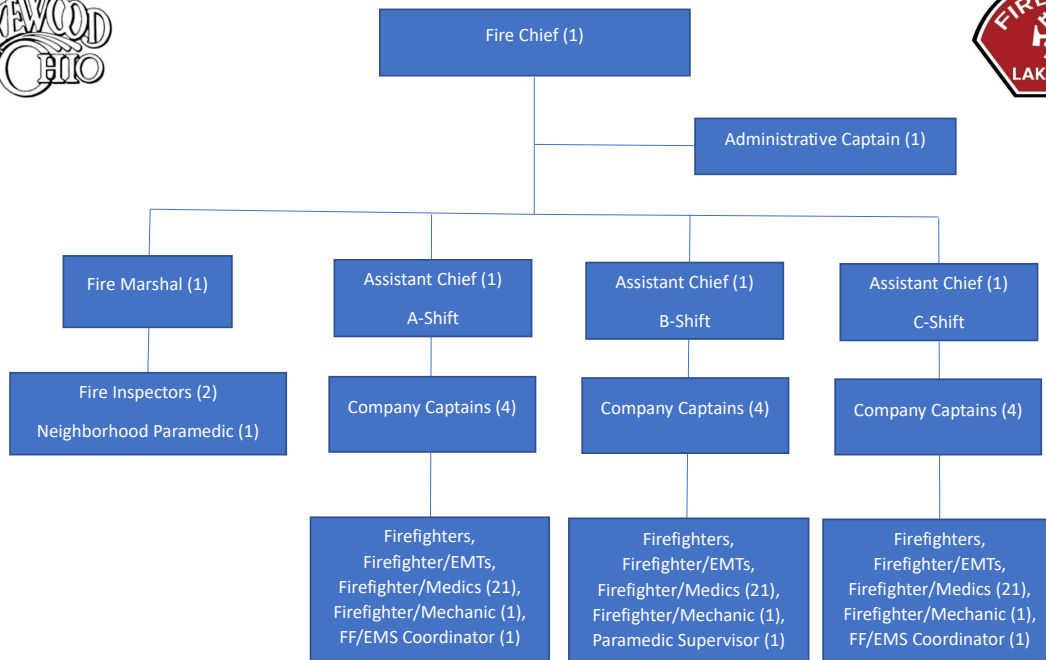 OHIO
FIRE
LAK
Fire Chief (1)
Administrative Captain (1)
Fire Marshal (1)
Assistant Chief (1)
A-Shift
Assistant Chief (1)
B-Shift
Assistant Chief (1)
C-Shift
Fire Inspectors (2)
Neighborhood Paramedic (1)
Company Captains (4)
Company Captains (4)
Company Captains (4)
Firefighters,
Firefighter/EMTs,
Firefighter/Medics (21),
Firefighter/Mechanic (1),
FF/EMS Coordinator (1)
Firefighters,
Firefighter/EMTs,
Firefighter/Medics (21),
Firefighter/Mechanic (1),
Paramedic Supervisor (1)
Firefighters,
Firefighter/EMTs,
Firefighter/Medics (21),
Firefighter/Mechanic (1),
FF/EMS Coordinator (1)